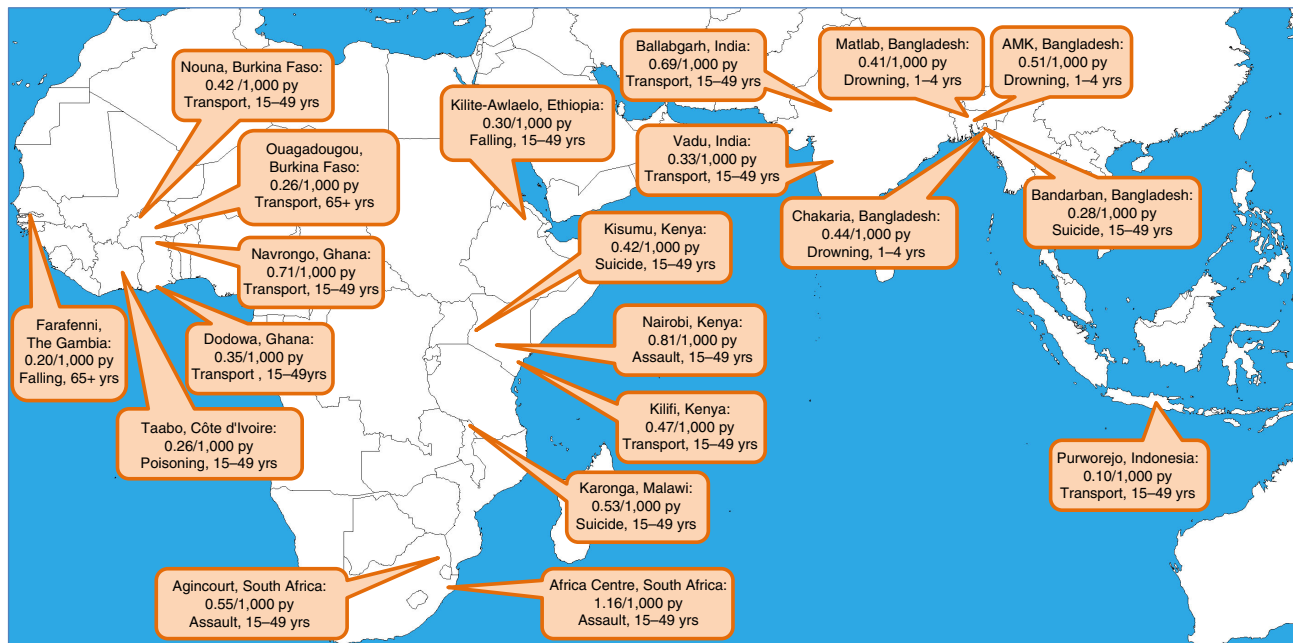 Nouna, Burkina Faso:
0.42 /1,000 py
Transport, 15–49 yrs
Ouagadougou,
Burkina Faso:
0.26/1,000 py
Transport, 65+ yrs
Navrongo, Ghana:
0.71/1,000 py
Transport, 15–49 yrs
Farafenni,
The Gambia:
0.20/1,000 py
Falling, 65+ yrs
Dodowa, Ghana:
0.35/1,000 py
Transport , 15–49yrs
Taabo, Côte d'Ivoire:
0.26/1,000 py
Poisoning, 15–49 yrs
Kilite-Awlaelo, Ethiopia:
0.30/1,000 py
Falling, 15–49 yrs
Kisumu, Kenya:
0.42/1,000 py
Suicide, 15–49 yrs
Nairobi, Kenya:
0.81/1,000 py
Assault, 15–49 yrs
Kilifi, Kenya:
0.47/1,000 py
Transport, 15–49 yrs
Karonga, Malawi:
0.53/1,000 py
Suicide, 15–49 yrs
Agincourt, South Africa:
0.55/1,000 py
Assault, 15–49 yrs
Africa Centre, South Africa:
1.16/1,000 py
Assault, 15–49 yrs
Ballabgarh, India:
0.69/1,000 py
Transport, 15–49 yrs
Vadu, India:
0.33/1,000 py
Transport, 15–49 yrs
Matlab, Bangladesh:
0.41/1,000 py
Drowning, 1–4 yrs
AMK, Bangladesh:
0.51/1,000 py
Drowning, 1–4 yrs
Chakaria, Bangladesh:
0.44/1,000 py
Drowning, 1–4 yrs
Bandarban, Bangladesh:
0.28/1,000 py
Suicide, 15–49 yrs
Purworejo, Indonesia:
0.10/1,000 py
Transport, 15–49 yrs